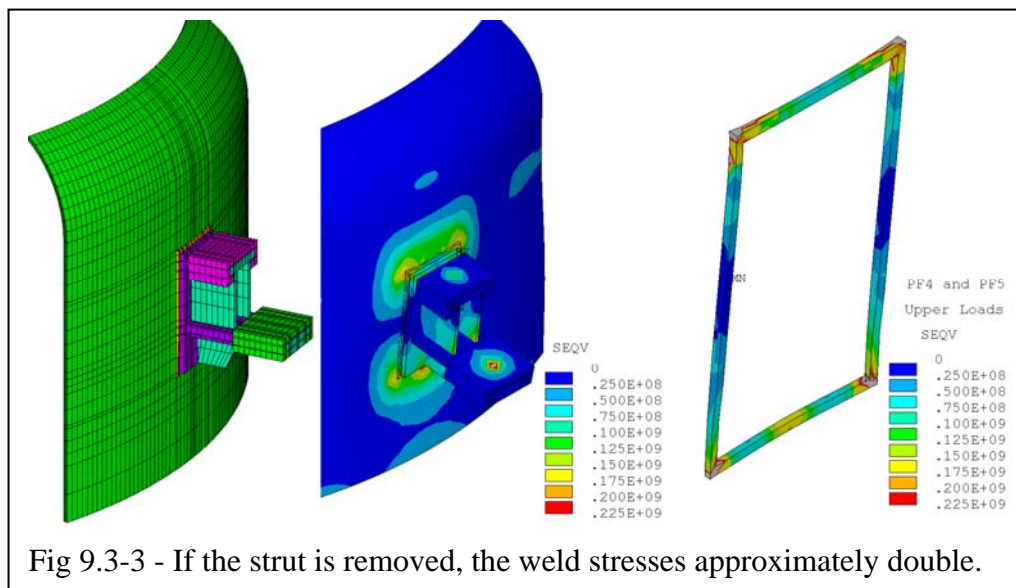 SEQV
0
.250E+08
.500E+08
.750E+08
.100E+09
.125E+09
.150E+09
.175E+09
.200E+09
.225E+09
MN
PF4 and PF5
Upper Loads
SEQV
0
.250E+08
.500E+08
.750E+08
.100E+09
.125E+09
.150E+09
.175E+09
.200E+09
.225E+09
Fig 9.3-3 - If the strut is removed, the weld stresses approximately double.